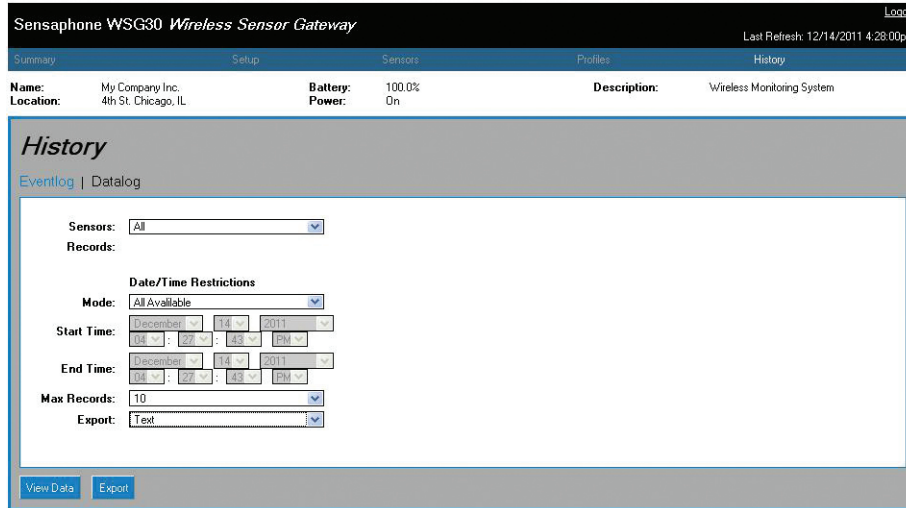 Logo
Sensaphone WSG30 Wireless Sensor Gateway
Last Refresh: 12/14/2011 4:28:00p
Summary Setup Sensors Profiles History
Name: My Company Inc. Battery: 100.0% Description: Wireless Monitoring System
Location: 4th St. Chicago, IL Power: On
History
Eventlog | Datalog
Sensors: All
Records:
Date/Time Restrictions
Mode: All Available
Start Time: December 14 2011
04 : 27 : 43 PM
End Time: December 14 2011
04 : 27 : 43 PM
Max Records: 10
Export: Text
View Data Export